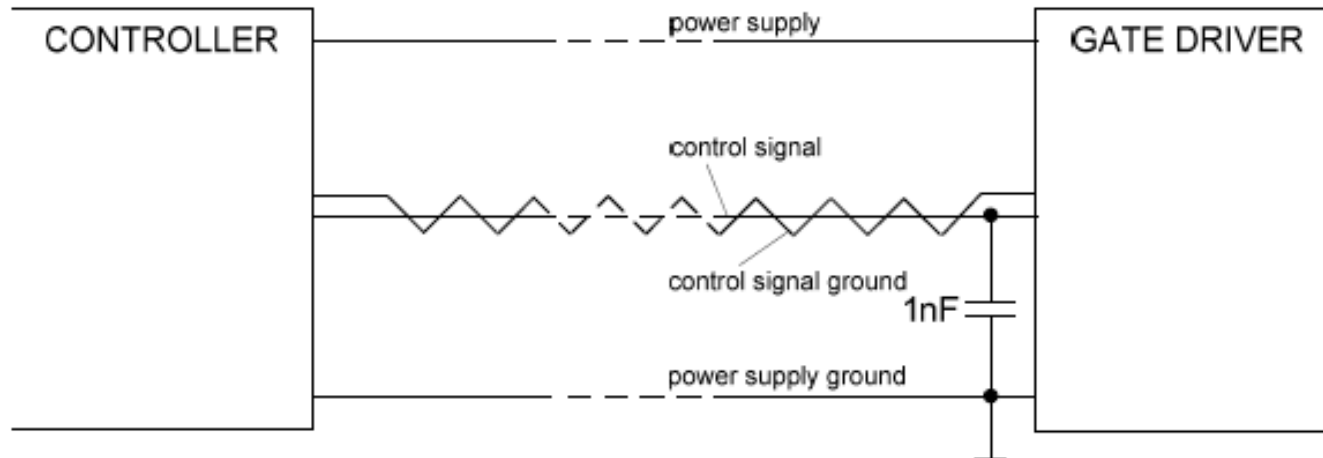 CONTROLLER
power supply
GATE DRIVER
control signal
control signal ground
1nF
power supply ground